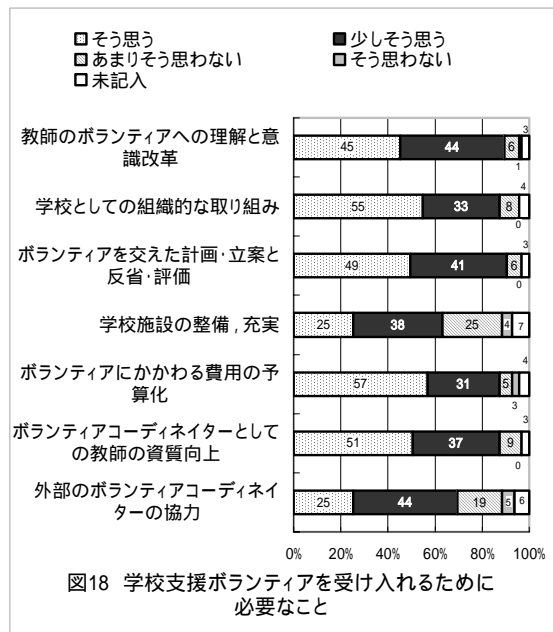 そう思う 少しそう思う
あまりそう思わない そう思わない
未記入
教師のボランティアへの理解と意
識改革
45 44 6 1 3
学校としての組織的な取り組み
55 33 8 0 4
ボランティアを交えた計画・立案と
反省・評価
49 41 6 0 3
学校施設の整備,充実
25 38 25 4 7
ボランティアにかかわる費用の予
算化
57 31 5 3 4
ボランティアコーディネイターとして
の教師の資質向上
51 37 9 0 3
外部のボランティアコーディネイ
ターの協力
25 44 19 5 6
0% 20% 40% 60% 80% 100%
図18 学校支援ボランティアを受け入れるために
必要なこと